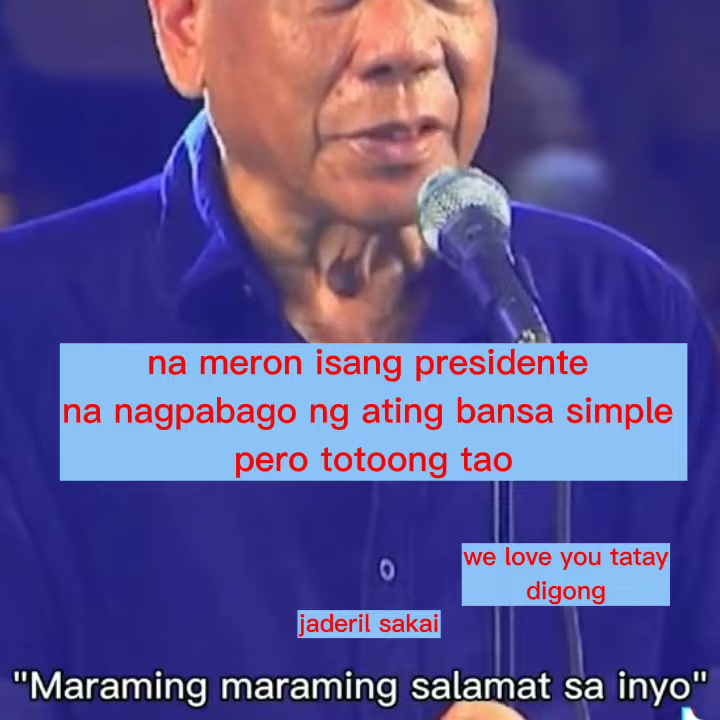 na meron isang presidente
na nagpabago ng ating bansa simple
pero totoong tao
we love you tatay
digong
jaderil sakai
"Maraming maraming salamat sa inyo"